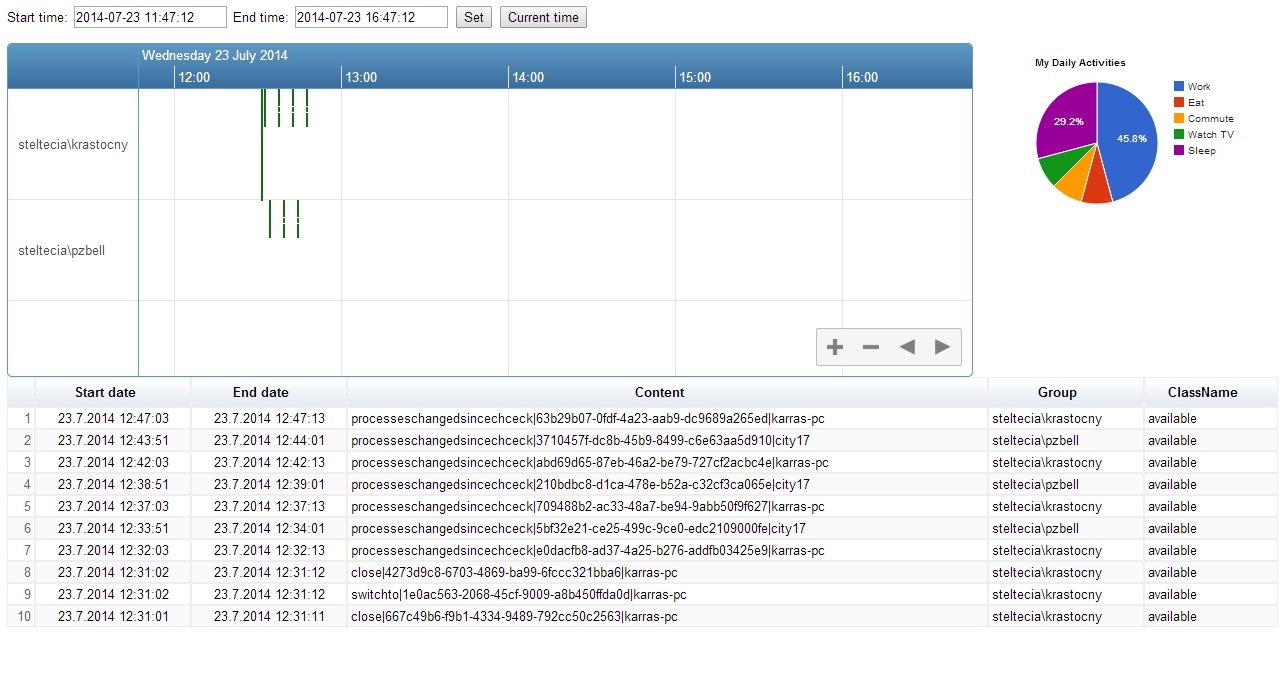 Start time: 2014-07-23 11:47:12 End time: 2014-07-23 16:47:12 Set Current time
Wednesday 23 July 2014
12:00 13:00 14:00 15:00 16:00
steltecia\krastocny
steltecia\pzbell
My Daily Activities
29.2%
45.8%
Work
Eat
Commute
Watch TV
Sleep
Start date End date Content Group ClassName
1 23.7.2014 12:47:03 23.7.2014 12:47:13 processeschangedsincechceck|63b29b07-0fdf-4a23-aab9-dc9689a265ed|karras-pc steltecia\krastocny available
2 23.7.2014 12:43:51 23.7.2014 12:44:01 processeschangedsincechceck|3710457f-dc8b-45b9-8499-c6e63aa5d910|city17 steltecia\pzbell available
3 23.7.2014 12:42:03 23.7.2014 12:42:13 processeschangedsincechceck|abd69d65-87eb-46a2-be79-727cf2acbc4e|karras-pc steltecia\krastocny available
4 23.7.2014 12:38:51 23.7.2014 12:39:01 processeschangedsincechceck|210bdbc8-d1ca-478e-b52a-c32cf3ca065e|city17 steltecia\pzbell available
5 23.7.2014 12:37:03 23.7.2014 12:37:13 processeschangedsincechceck|709488b2-ac33-48a7-be94-9abb50f9f627|karras-pc steltecia\krastocny available
6 23.7.2014 12:33:51 23.7.2014 12:34:01 processeschangedsincechceck|5bf32e21-ce25-499c-9ce0-edc2109000fe|city17 steltecia\pzbell available
7 23.7.2014 12:32:03 23.7.2014 12:32:13 processeschangedsincechceck|e0dacfb8-ad37-4a25-b276-addfb03425e9|karras-pc steltecia\krastocny available
8 23.7.2014 12:31:02 23.7.2014 12:31:12 close|4273d9c8-6703-4869-ba99-6fccc321bba6|karras-pc steltecia\krastocny available
9 23.7.2014 12:31:02 23.7.2014 12:31:12 switchto|1e0ac563-2068-45cf-9009-a8b450ffda0d|karras-pc steltecia\krastocny available
10 23.7.2014 12:31:01 23.7.2014 12:31:11 close|667c49b6-f9b1-4334-9489-792cc50c2563|karras-pc steltecia\krastocny available